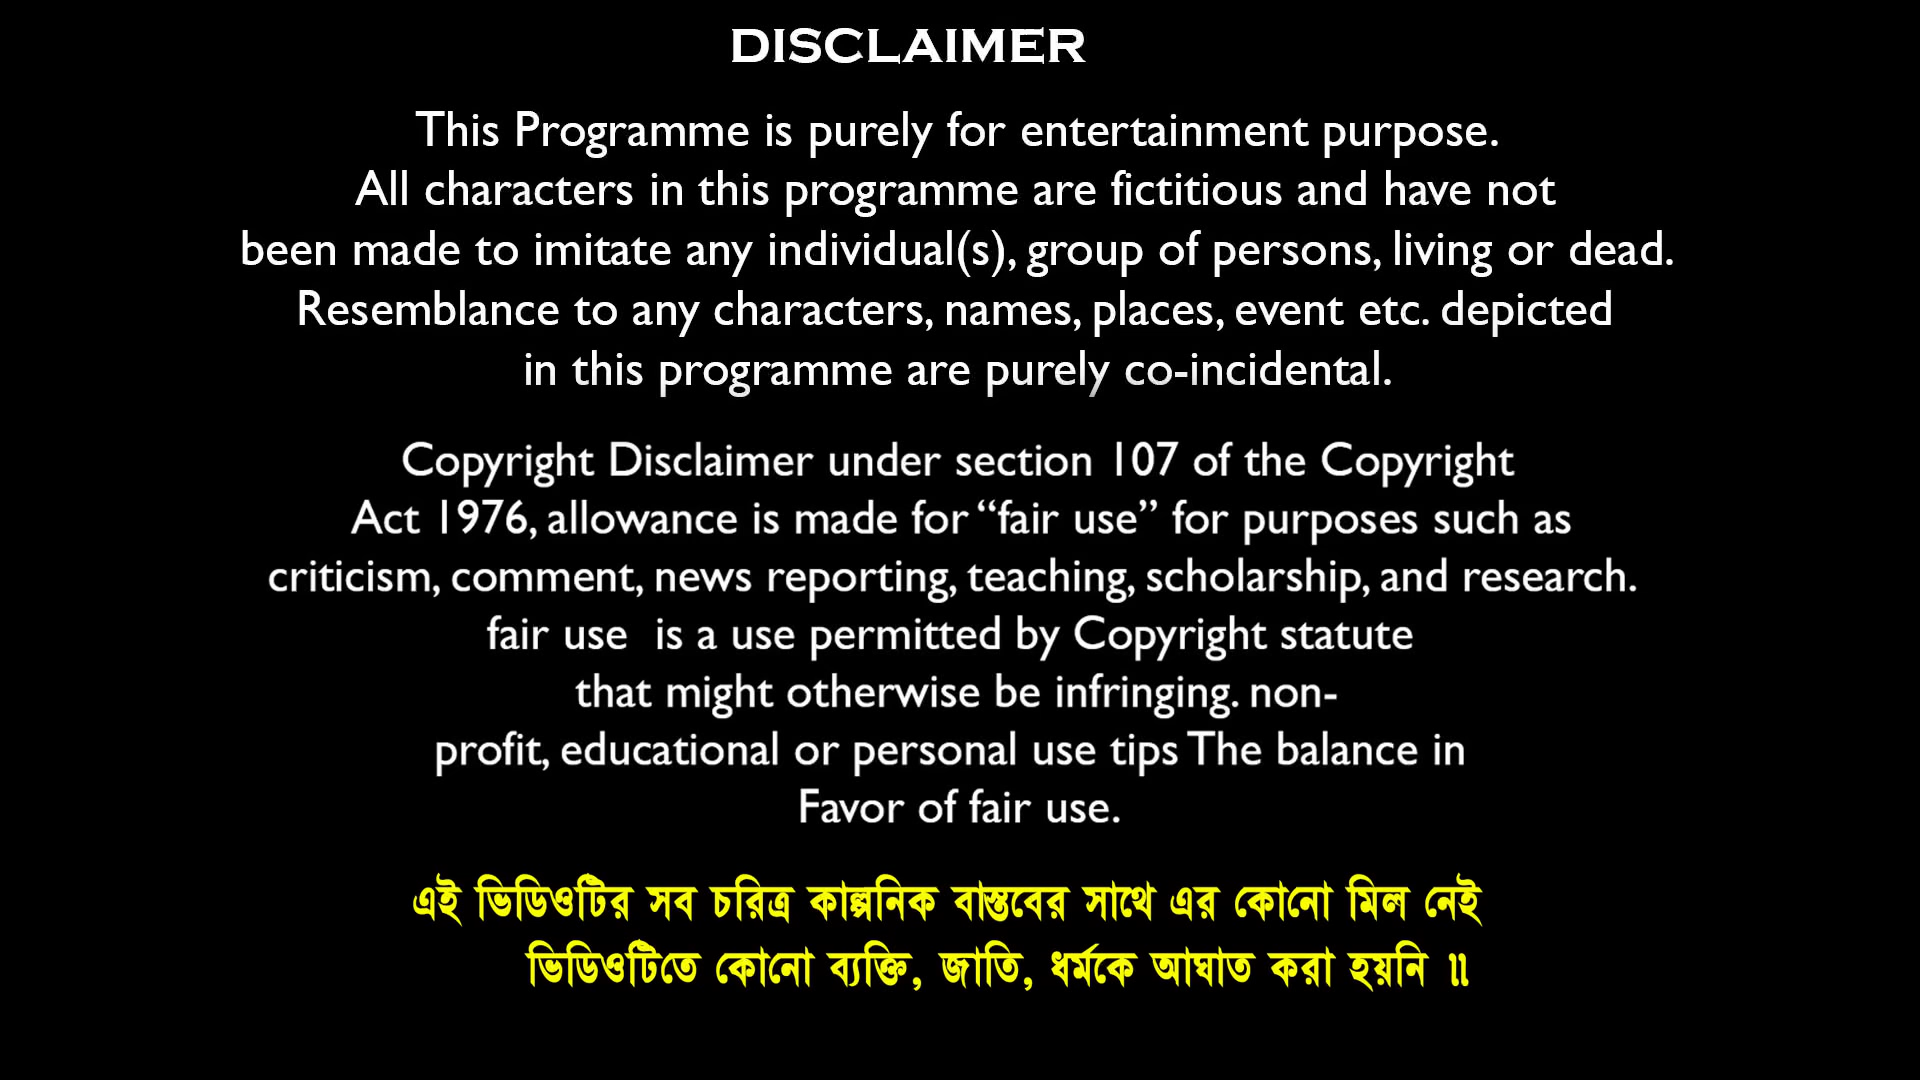 DISCLAIMER
This Programme is purely for entertainment purpose.
All characters in this programme are fictitious and have not
been made to imitate any individual(s), group of persons, living or dead.
Resemblance to any characters, names, places, event etc. depicted
in this programme are purely co-incidental.
Copyright Disclaimer under section 107 of the Copyright
Act 1976, allowance is made for “fair use” for purposes such as
criticism, comment, news reporting, teaching, scholarship, and research.
fair use is a use permitted by Copyright statute
that might otherwise be infringing. non-
profit, educational or personal use tips The balance in
Favor of fair use.
এই ভিডিওটির সব চরিত্র কাল্পনিক বাস্তবের সাথে এর কোনো মিল নেই
ভিডিওটিতে কোনো ব্যক্তি, জাতি, ধর্মকে আঘাত করা হয়নি ॥